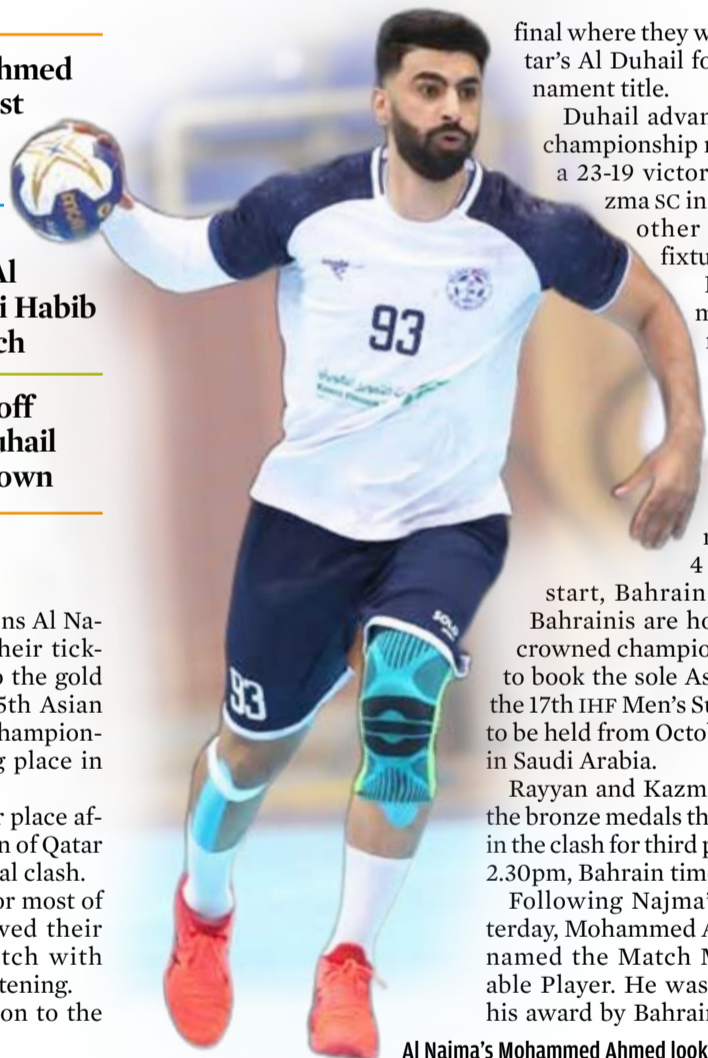 hmed
st
Al
i Habib
ch
off
uhail
own
ns Al Na-
heir tick-
o the gold
5th Asian
hampion-
g place in
r place af-
n of Qatar
al clash.
or most of
wed their
tch with
tening.
on to the
93
SOLO
93
final where they w
tar's Al Duhail fo
nament title.
Duhail advan
championship r
a 23-19 victor
zma SC in
other
fixtu
4
start, Bahrain
Bahrainis are ho
crowned champio
to book the sole As
the 17th IHF Men's Su
to be held from Octob
in Saudi Arabia.
Rayyan and Kazm
the bronze medals th
in the clash for third p
2.30pm, Bahrain tim
Following Najma'
terday, Mohammed A
named the Match M
able Player. He was
his award by Bahrain
Al Najma's Mohammed Ahmed look